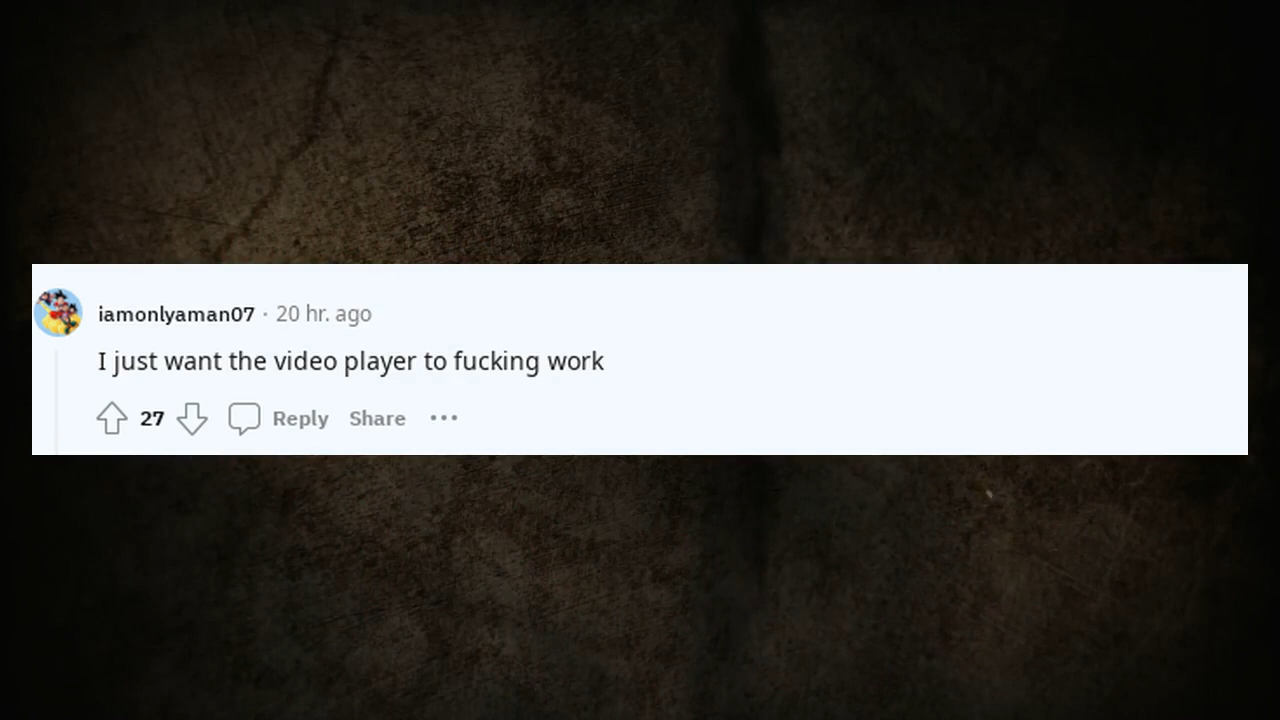 iamonlyaman07 · 20 hr. ago
I just want the video player to fucking work
27 Reply Share ···